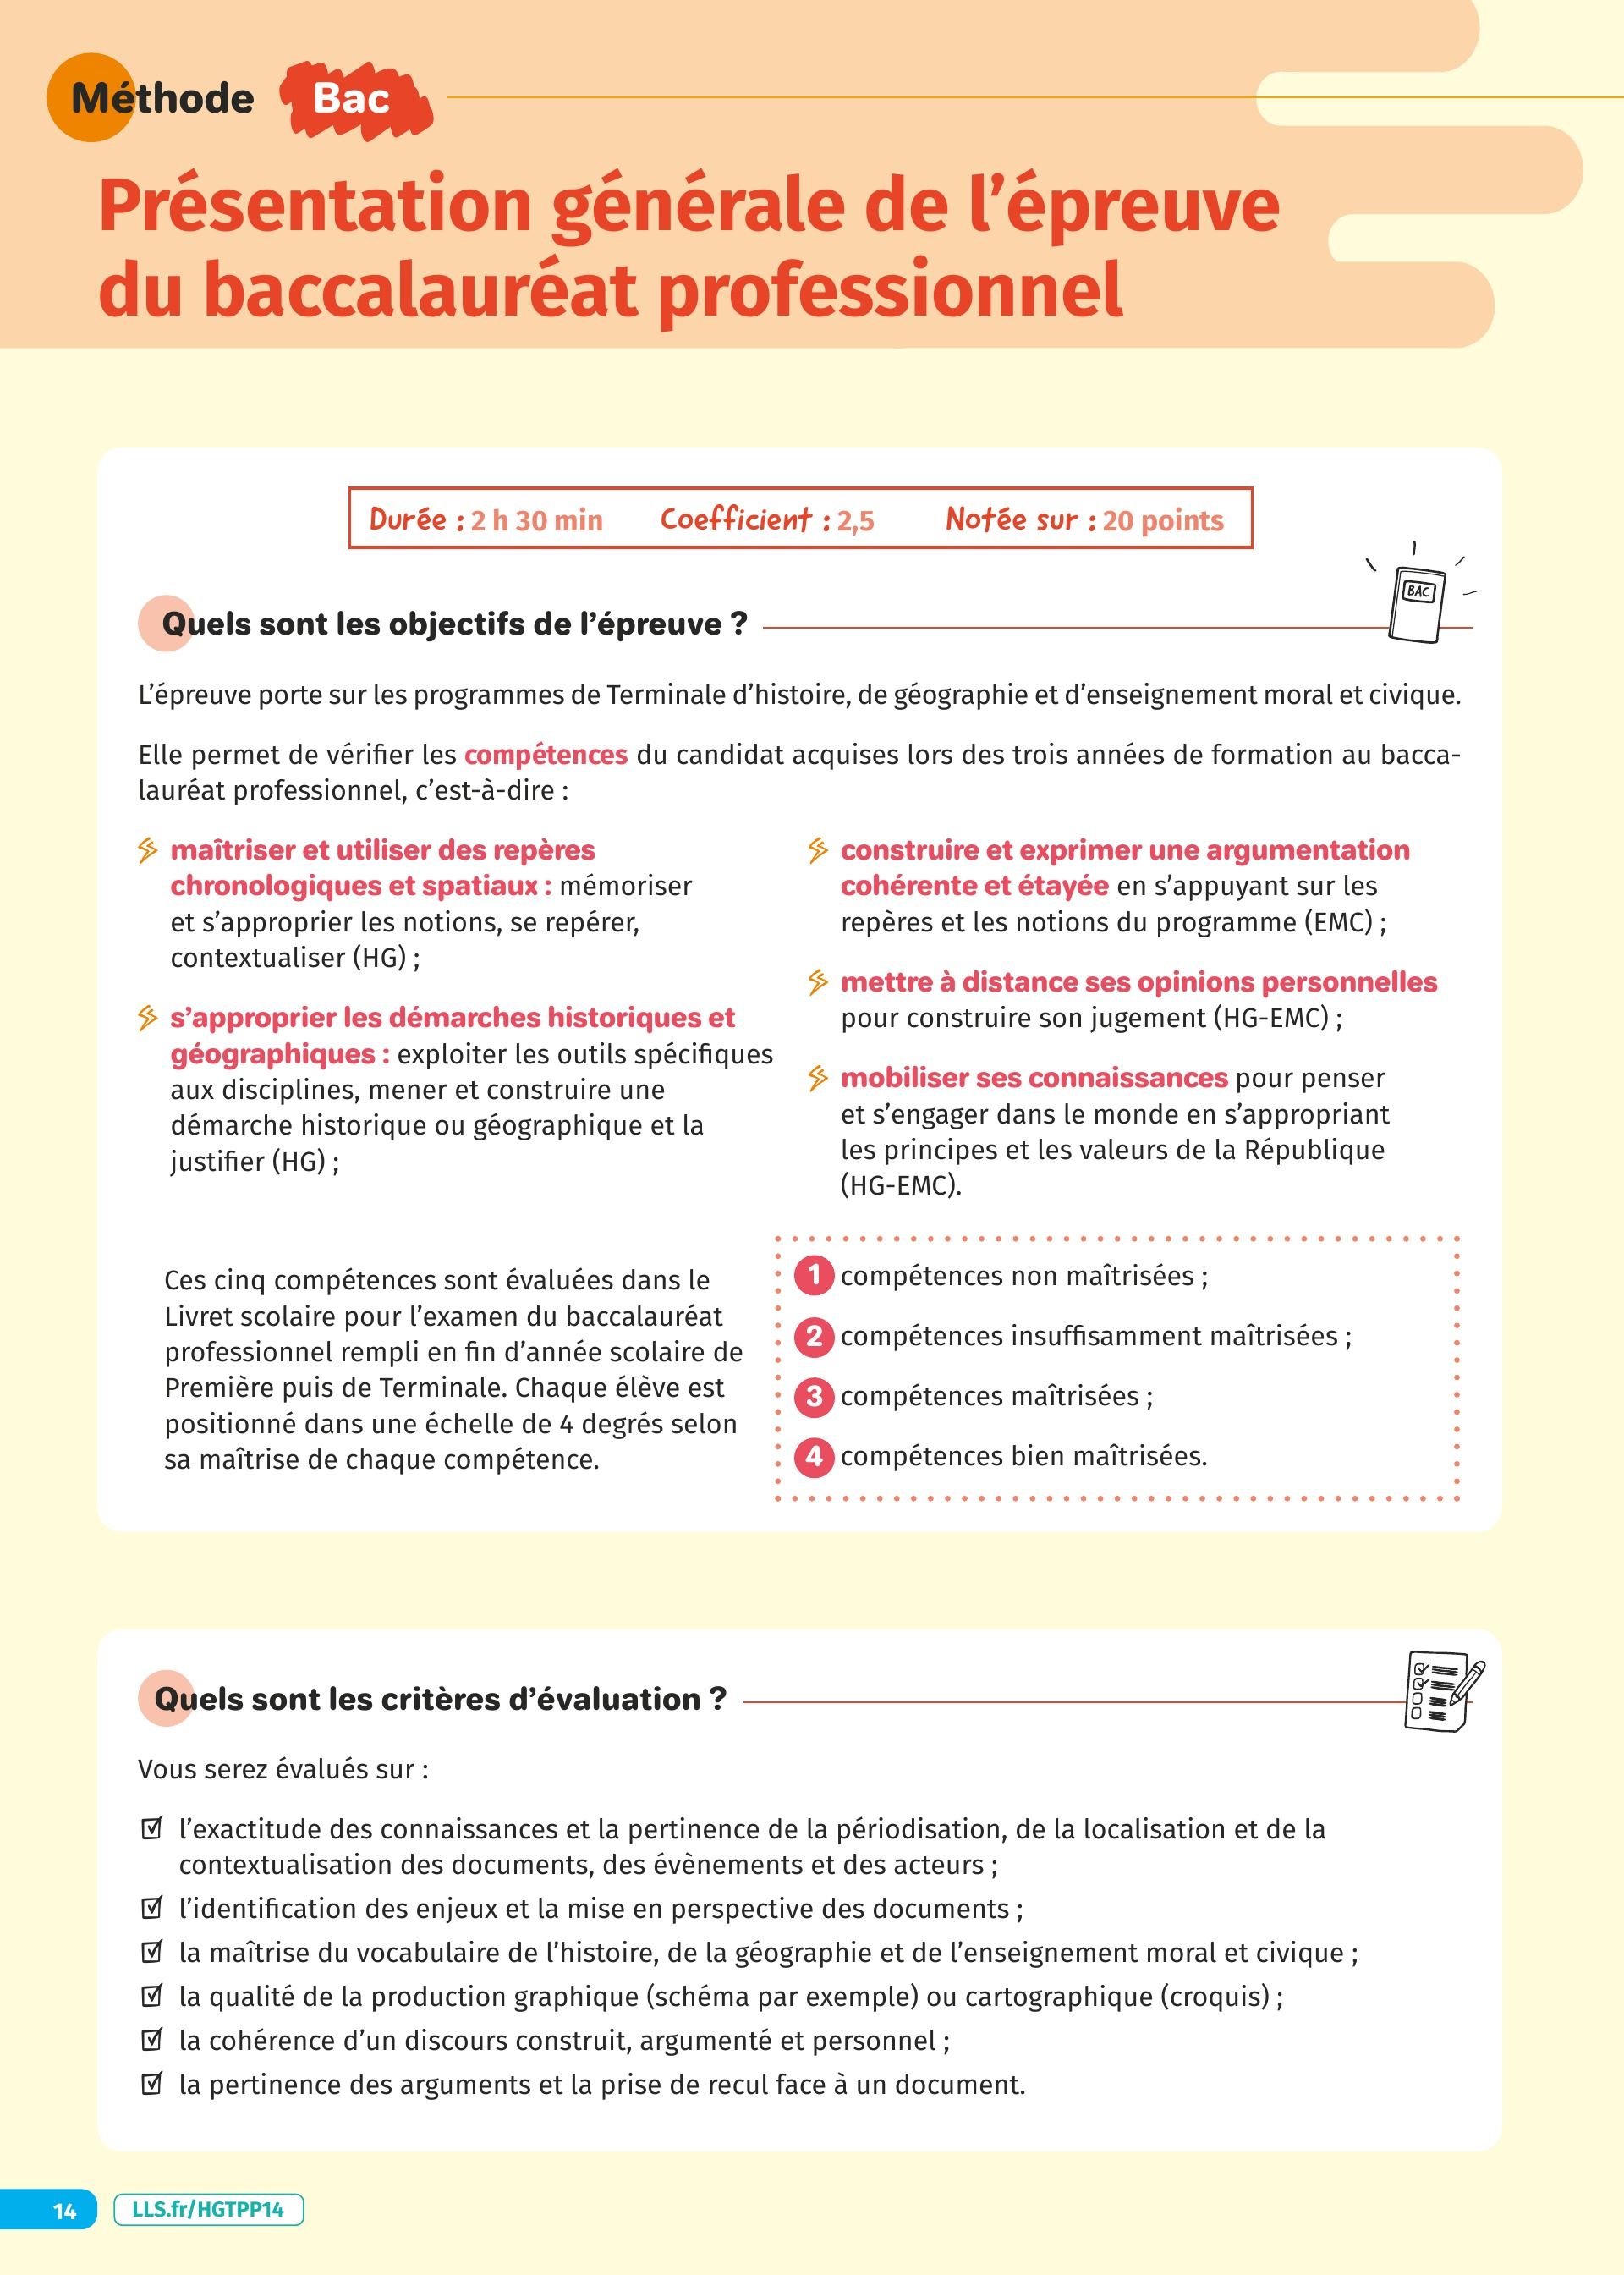 Méthode Bac
Présentation générale de l’épreuve
du baccalauréat professionnel
Durée : 2 h 30 min Coefficient : 2,5 Notée sur : 20 points
BAC
Quels sont les objectifs de l’épreuve ?
L’épreuve porte sur les programmes de Terminale d’histoire, de géographie et d’enseignement moral et civique.
Elle permet de vérifier les compétences du candidat acquises lors des trois années de formation au bacca-
lauréat professionnel, c’est-à-dire :
maîtriser et utiliser des repères
chronologiques et spatiaux : mémoriser
et s’approprier les notions, se repérer,
contextualiser (HG) ;
s’approprier les démarches historiques et
géographiques : exploiter les outils spécifiques
aux disciplines, mener et construire une
démarche historique ou géographique et la
justifier (HG) ;
construire et exprimer une argumentation
cohérente et étayée en s’appuyant sur les
repères et les notions du programme (EMC) ;
mettre à distance ses opinions personnelles
pour construire son jugement (HG-EMC) ;
mobiliser ses connaissances pour penser
et s’engager dans le monde en s’appropriant
les principes et les valeurs de la République
(HG-EMC).
Ces cinq compétences sont évaluées dans le
Livret scolaire pour l’examen du baccalauréat
professionnel rempli en fin d’année scolaire de
Première puis de Terminale. Chaque élève est
positionné dans une échelle de 4 degrés selon
sa maîtrise de chaque compétence.
1 compétences non maîtrisées ;
2 compétences insuffisamment maîtrisées ;
3 compétences maîtrisées ;
4 compétences bien maîtrisées.
Quels sont les critères d’évaluation ?
Vous serez évalués sur :
l’exactitude des connaissances et la pertinence de la périodisation, de la localisation et de la
contextualisation des documents, des évènements et des acteurs ;
l’identification des enjeux et la mise en perspective des documents ;
la maîtrise du vocabulaire de l’histoire, de la géographie et de l’enseignement moral et civique ;
la qualité de la production graphique (schéma par exemple) ou cartographique (croquis) ;
la cohérence d’un discours construit, argumenté et personnel ;
la pertinence des arguments et la prise de recul face à un document.
14 LLS.fr/HGTPP14